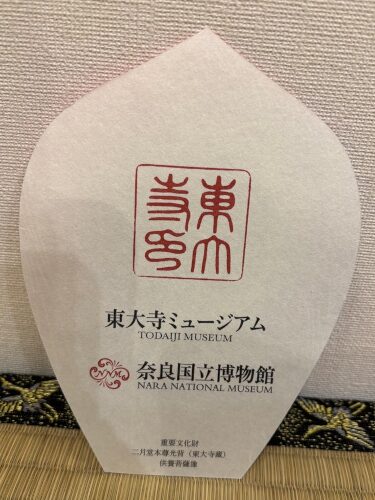 東大
寺印
東大寺ミュージアム
TODAIJI MUSEUM
NNM
奈良国立博物館
NARA NATIONAL MUSEUM
重要文化財
二月堂本尊光背(東大寺蔵)
供養菩薩像